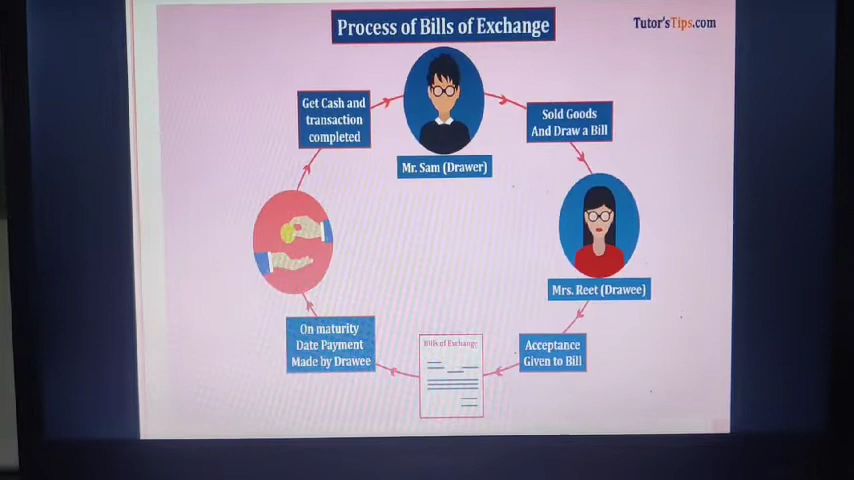 Process of Bills of Exchange
Tutor'sTips.com
Get Cash and
transaction
completed
Sold Goods
And Draw a Bill
Mr. Sam (Drawer)
Mrs. Reet (Drawee)
On maturity
Date Payment
Made by Drawee
Bills of Exchange
Acceptance
Given to Bill